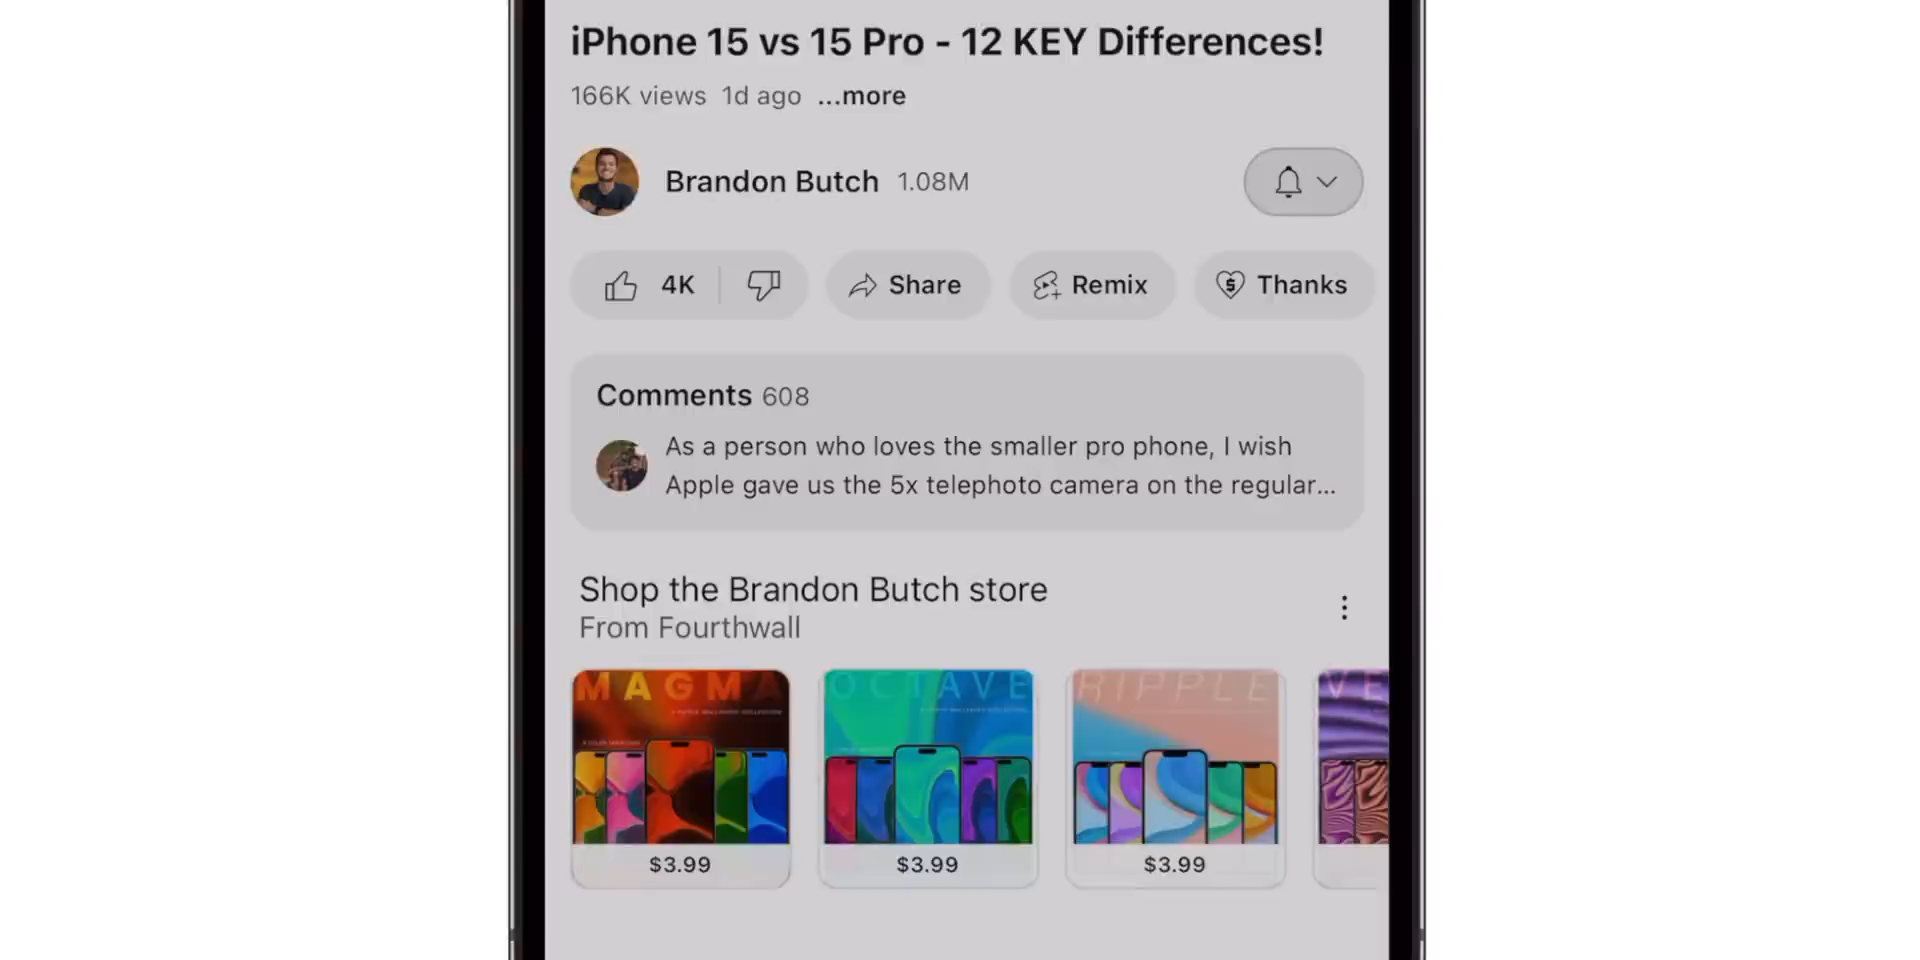 iPhone 15 vs 15 Pro - 12 KEY Differences!
166K views 1d ago ...more
Brandon Butch 1.08M
4K Share Remix Thanks
Comments 608
As a person who loves the smaller pro phone, I wish
Apple gave us the 5x telephoto camera on the regular...
Shop the Brandon Butch store
From Fourthwall
MAGMA OCTAVE RIPPLE VE
$3.99 $3.99 $3.99